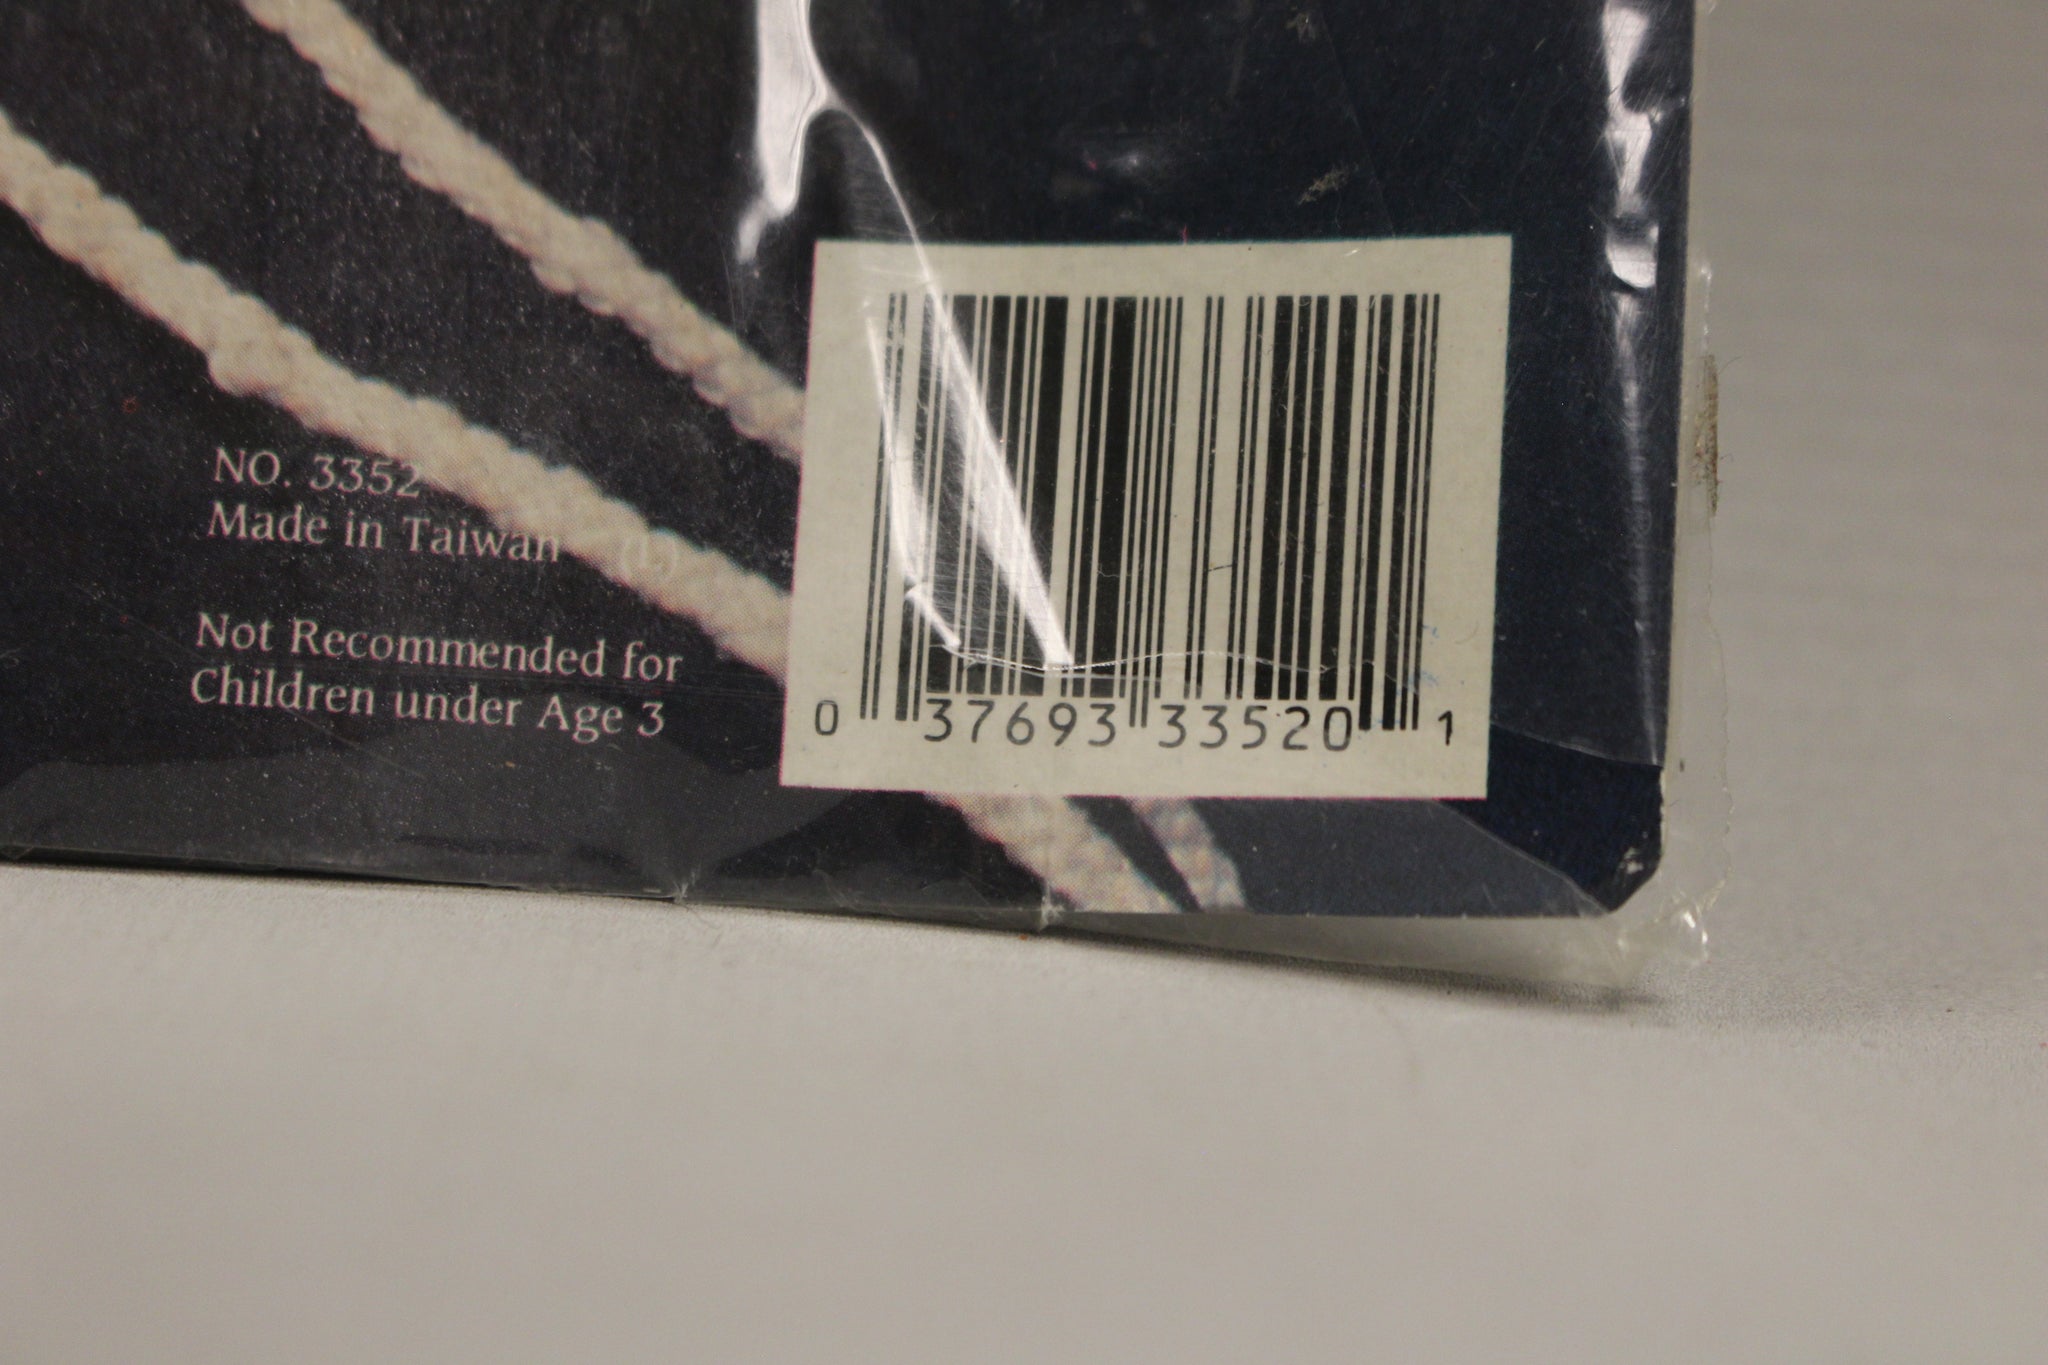 NO. 3352
Made in Taiwan (L)
Not Recommended for
Children under Age 3
0 37693 33520 1